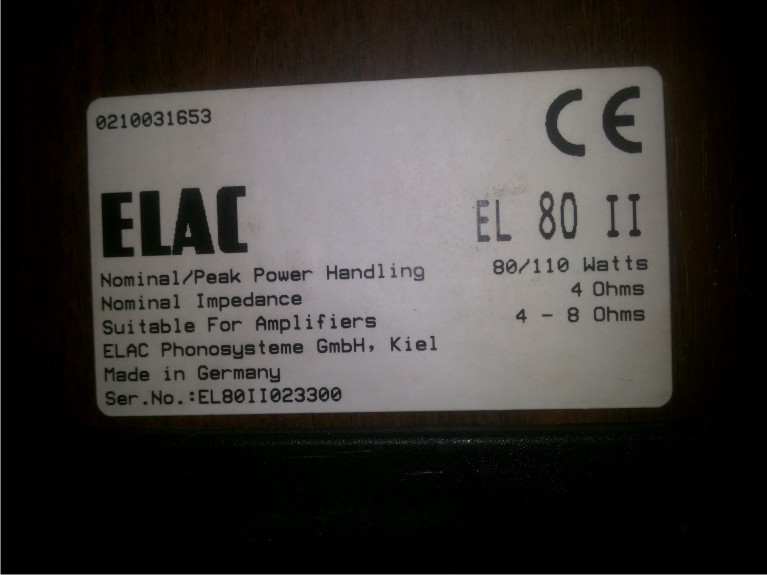 0210031653
CE
ELAC
EL 80 II
Nominal/Peak Power Handling 80/110 Watts
Nominal Impedance 4 Ohms
Suitable For Amplifiers 4 - 8 Ohms
ELAC Phonosysteme GmbH, Kiel
Made in Germany
Ser.No.:EL80II023300